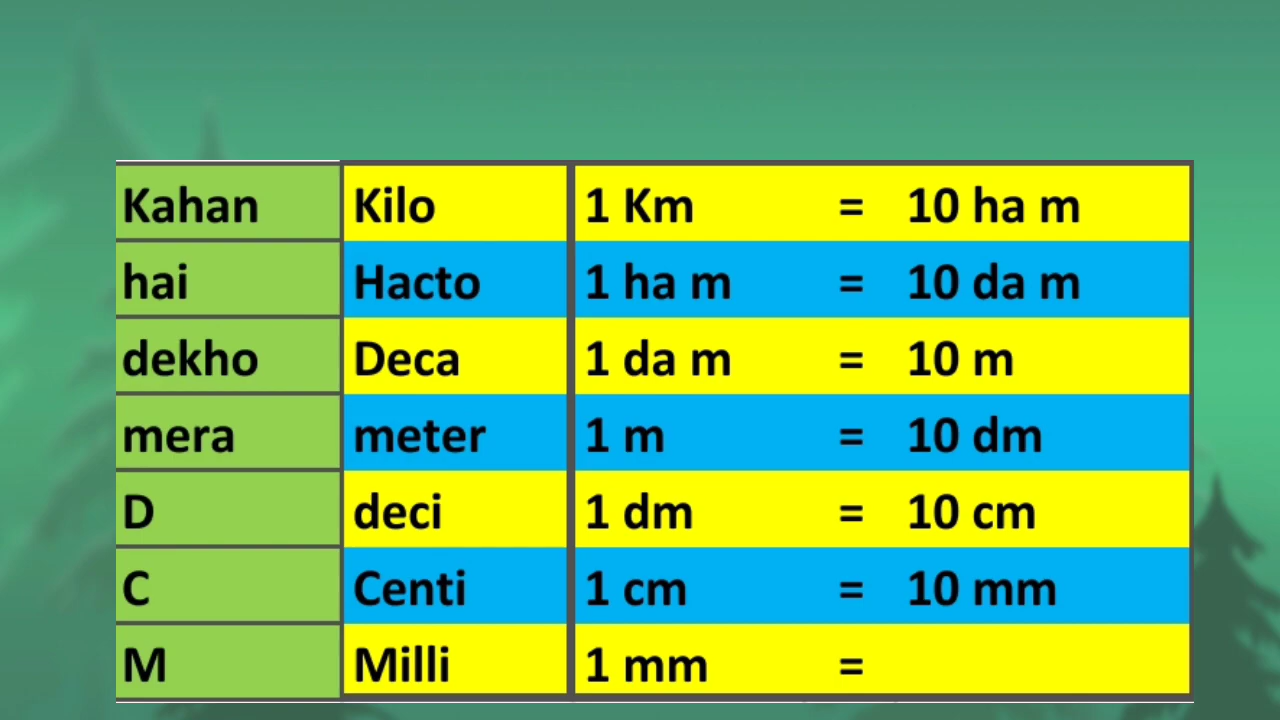 Kahan Kilo 1 Km = 10 ha m
hai Hacto 1 ha m = 10 da m
dekho Deca 1 da m = 10 m
mera meter 1 m = 10 dm
D deci 1 dm = 10 cm
C Centi 1 cm = 10 mm
M Milli 1 mm =